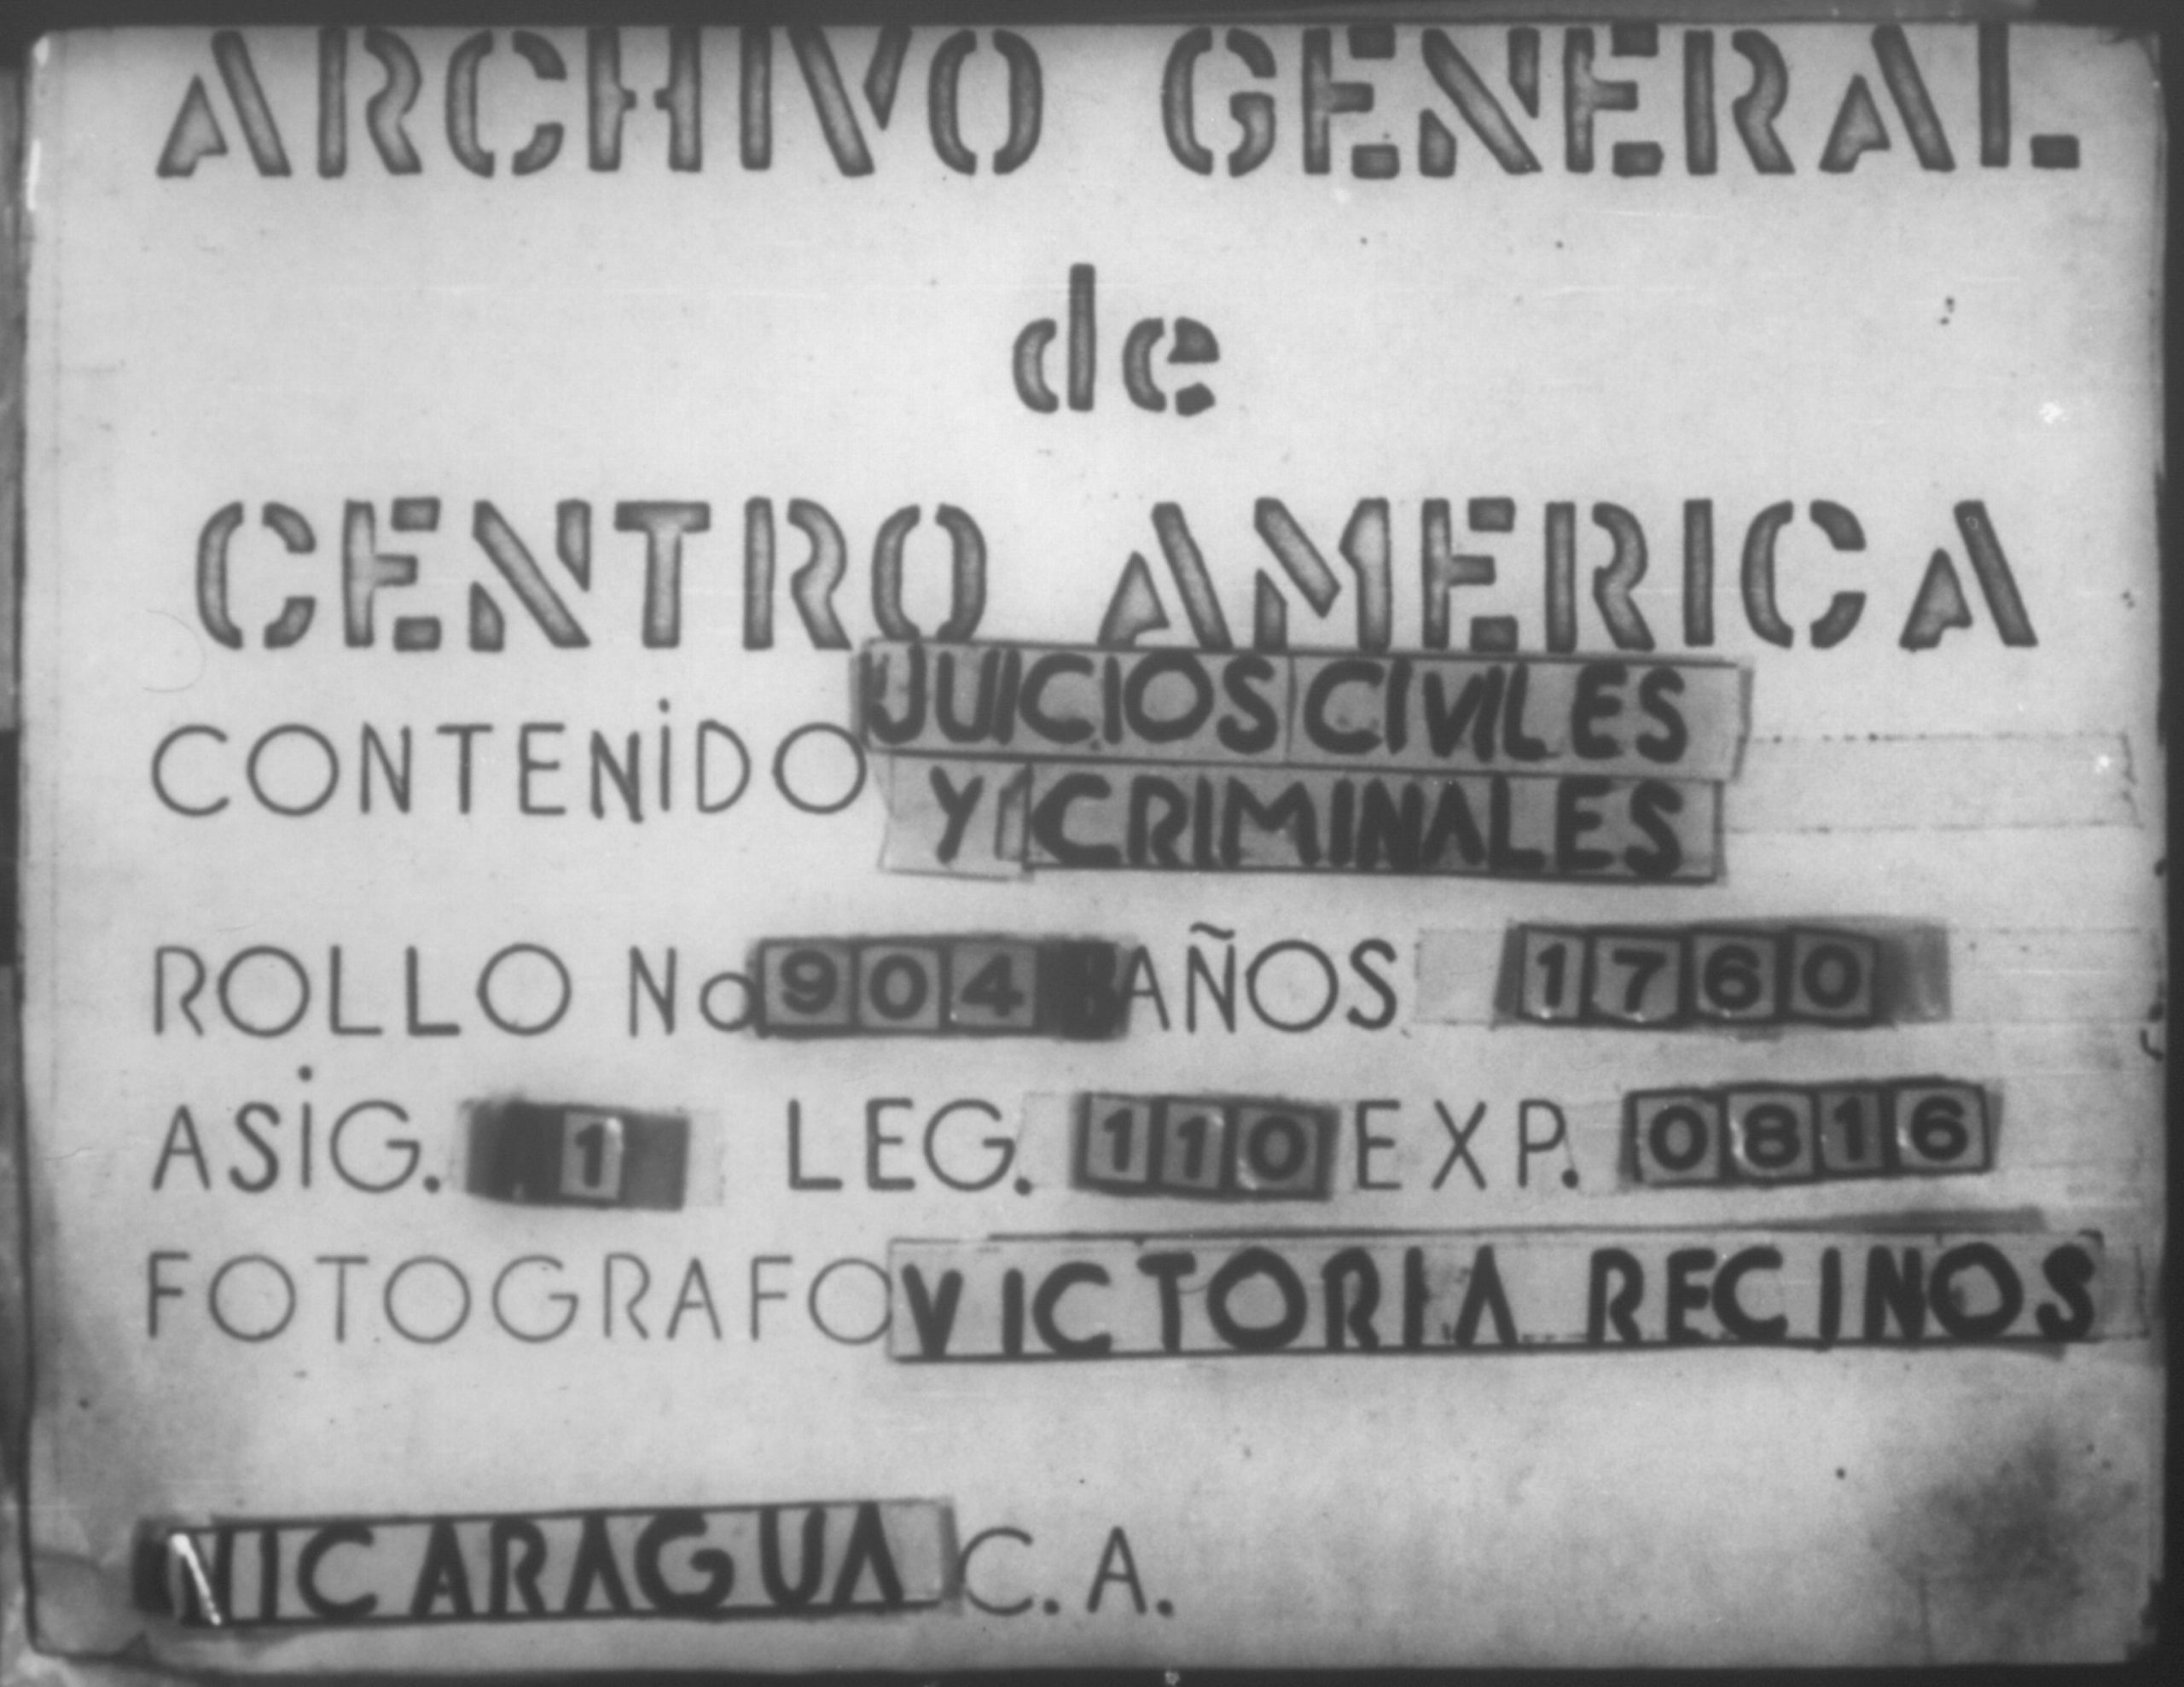 ARCHIVO GENERAL
de
CENTRO AMERICA
CONTENIDO JUICIOS CIVILES
Y CRIMINALES
ROLLO No 904 AÑOS 1760
ASIG. 1 LEG. 110 EXP. 0816
FOTOGRAFO VICTORIA RECINOS
NICARAGUA C.A.